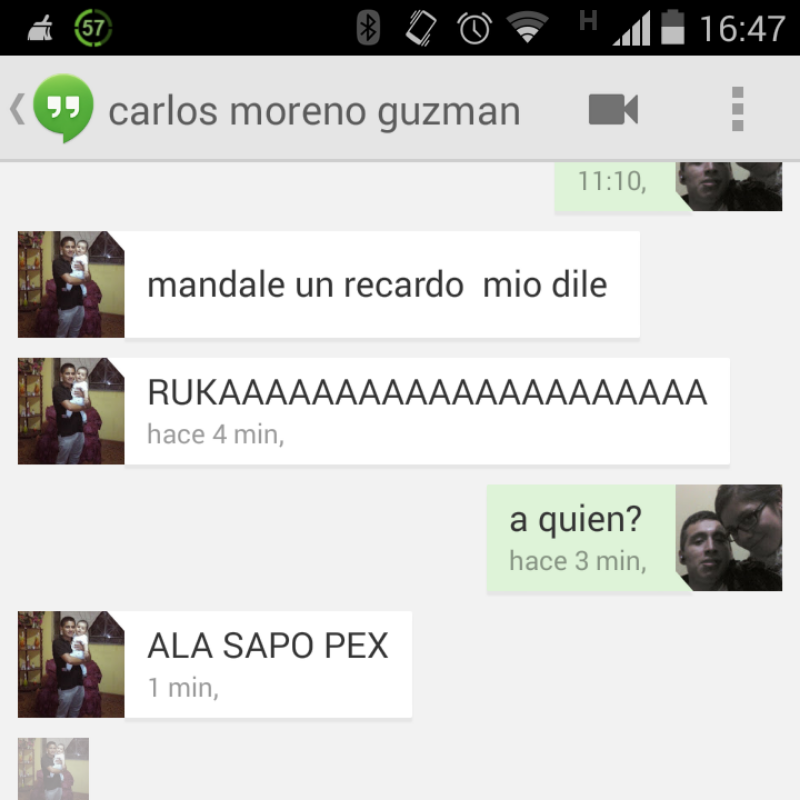 57
H
16:47
carlos moreno guzman
11:10,
mandale un recardo mio dile
RUKAAAAAAAAAAAAAAAAAAAAA
hace 4 min,
a quien?
hace 3 min,
ALA SAPO PEX
1 min,